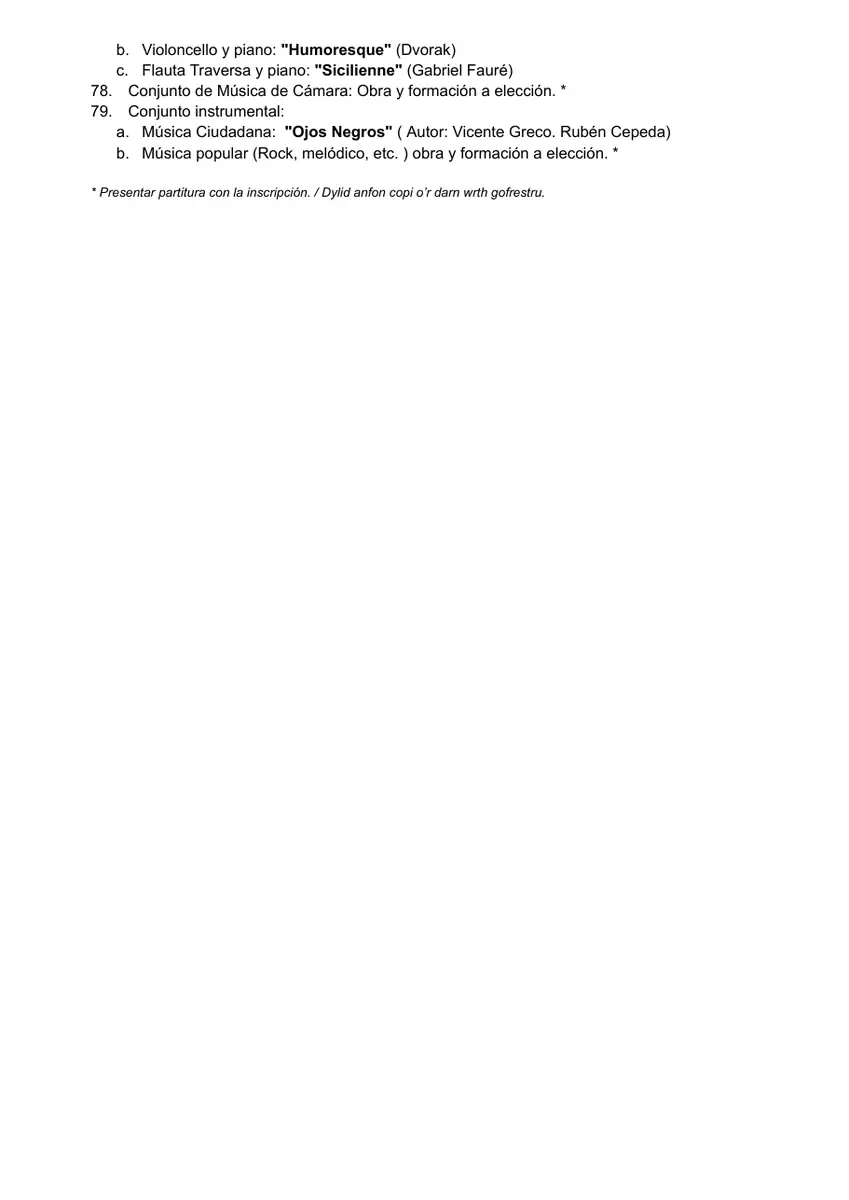 b. Violoncello y piano: "Humoresque" (Dvorak)
c. Flauta Traversa y piano: "Sicilienne" (Gabriel Fauré)
78. Conjunto de Música de Cámara: Obra y formación a elección. *
79. Conjunto instrumental:
a. Música Ciudadana: "Ojos Negros" ( Autor: Vicente Greco. Rubén Cepeda)
b. Música popular (Rock, melódico, etc. ) obra y formación a elección. *
* Presentar partitura con la inscripción. / Dylid anfon copi o’r darn wrth gofrestru.